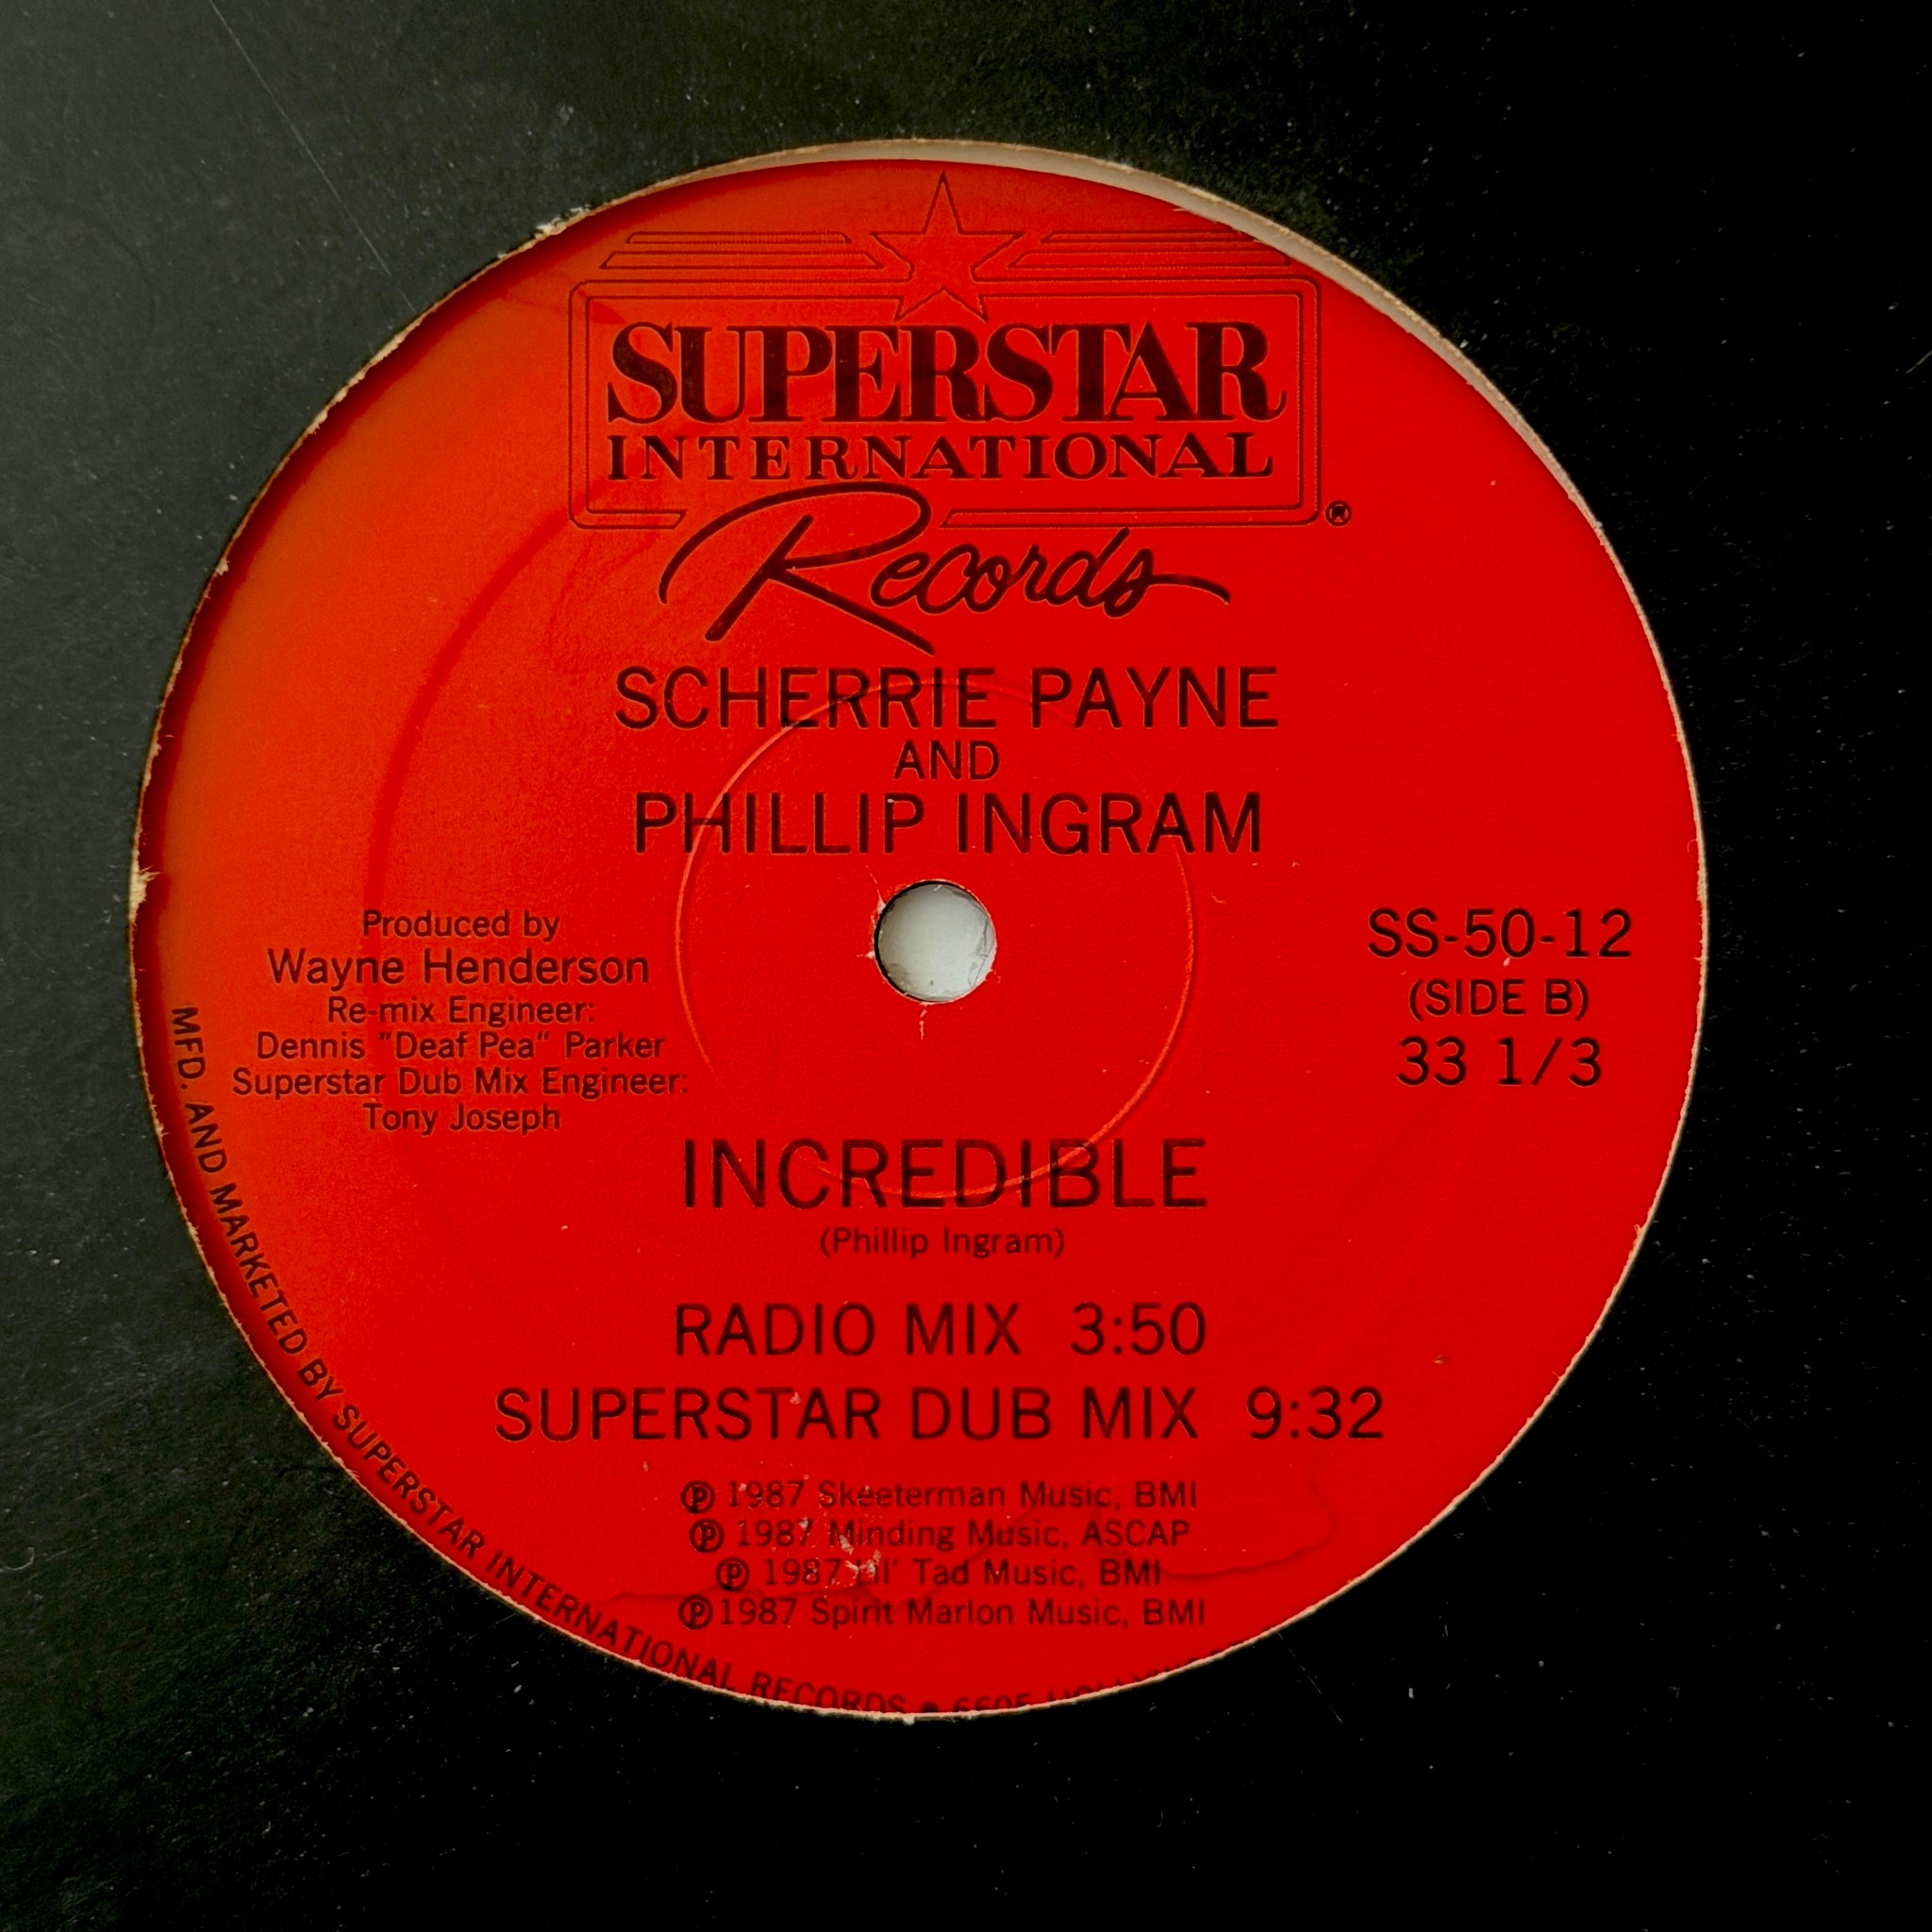 SUPERSTAR
INTERNATIONAL
®
Records
SCHERRIE PAYNE
AND
PHILLIP INGRAM
Produced by
Wayne Henderson
Re-mix Engineer:
Dennis "Deaf Pea" Parker
Superstar Dub Mix Engineer:
Tony Joseph
SS-50-12
(SIDE B)
33 1/3
INCREDIBLE
(Phillip Ingram)
RADIO MIX 3:50
SUPERSTAR DUB MIX 9:32
℗ 1987 Skeeterman Music, BMI
℗ 1987 Minding Music, ASCAP
℗ 1987 Tad Music, BMI
℗ 1987 Spirit Marlon Music, BMI
MFD. AND MARKETED BY SUPERSTAR INTERNATIONAL RECORDS •